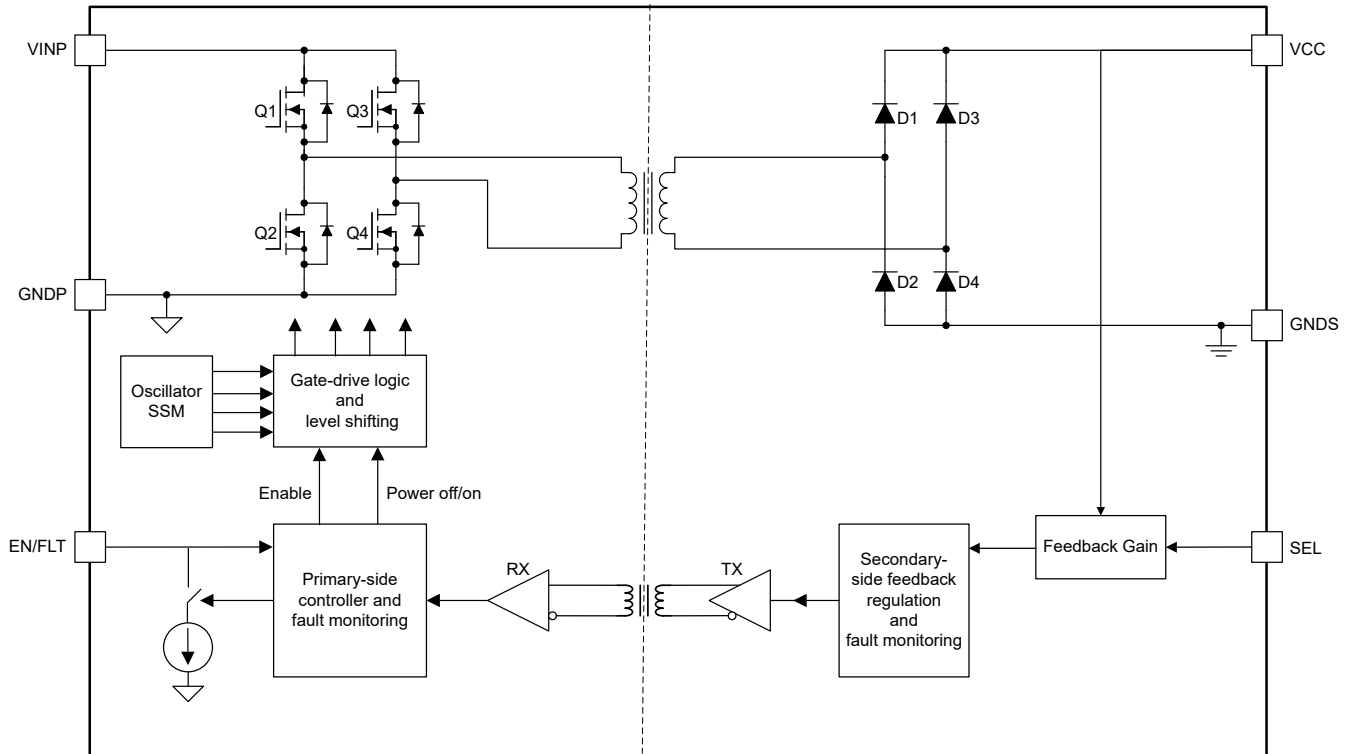 VINP
VCC
Q1
Q3
D1
D3
Q2
Q4
D2
D4
GNDP
GNDS
Oscillator
SSM
Gate-drive logic
and
level shifting
Enable
Power off/on
EN/FLT
Primary-side
controller and
fault monitoring
RX
TX
Secondary-
side feedback
regulation
and
fault monitoring
Feedback Gain
SEL